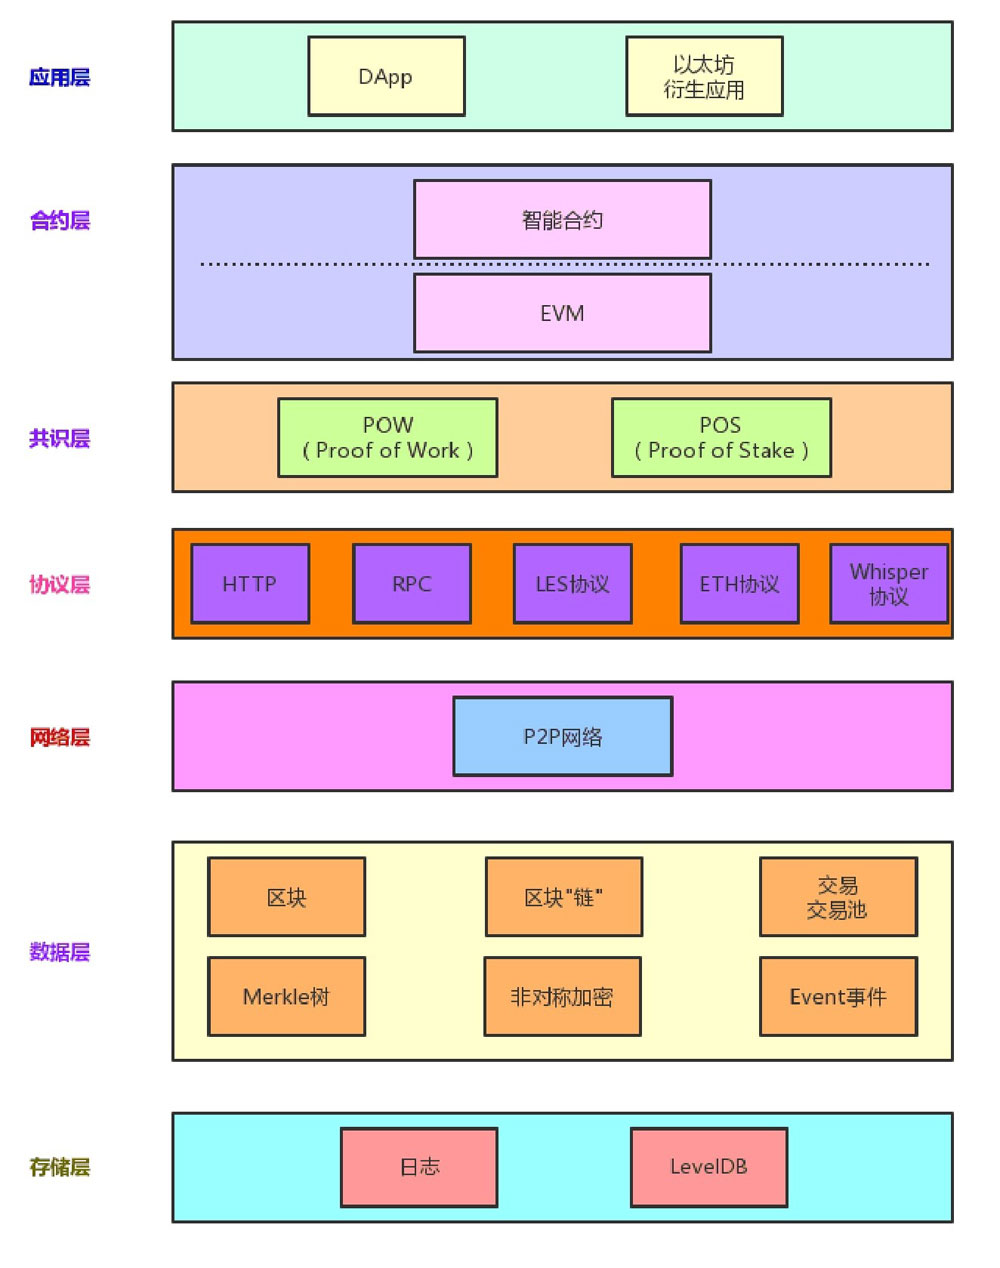 应用层
DApp
以太坊
衍生应用
合约层
智能合约
EVM
共识层
POW
( Proof of Work )
POS
( Proof of Stake )
协议层
HTTP
RPC
LES协议
ETH协议
Whisper
协议
网络层
P2P网络
数据层
区块
区块"链"
交易
交易池
Merkle树
非对称加密
Event事件
存储层
日志
LevelDB